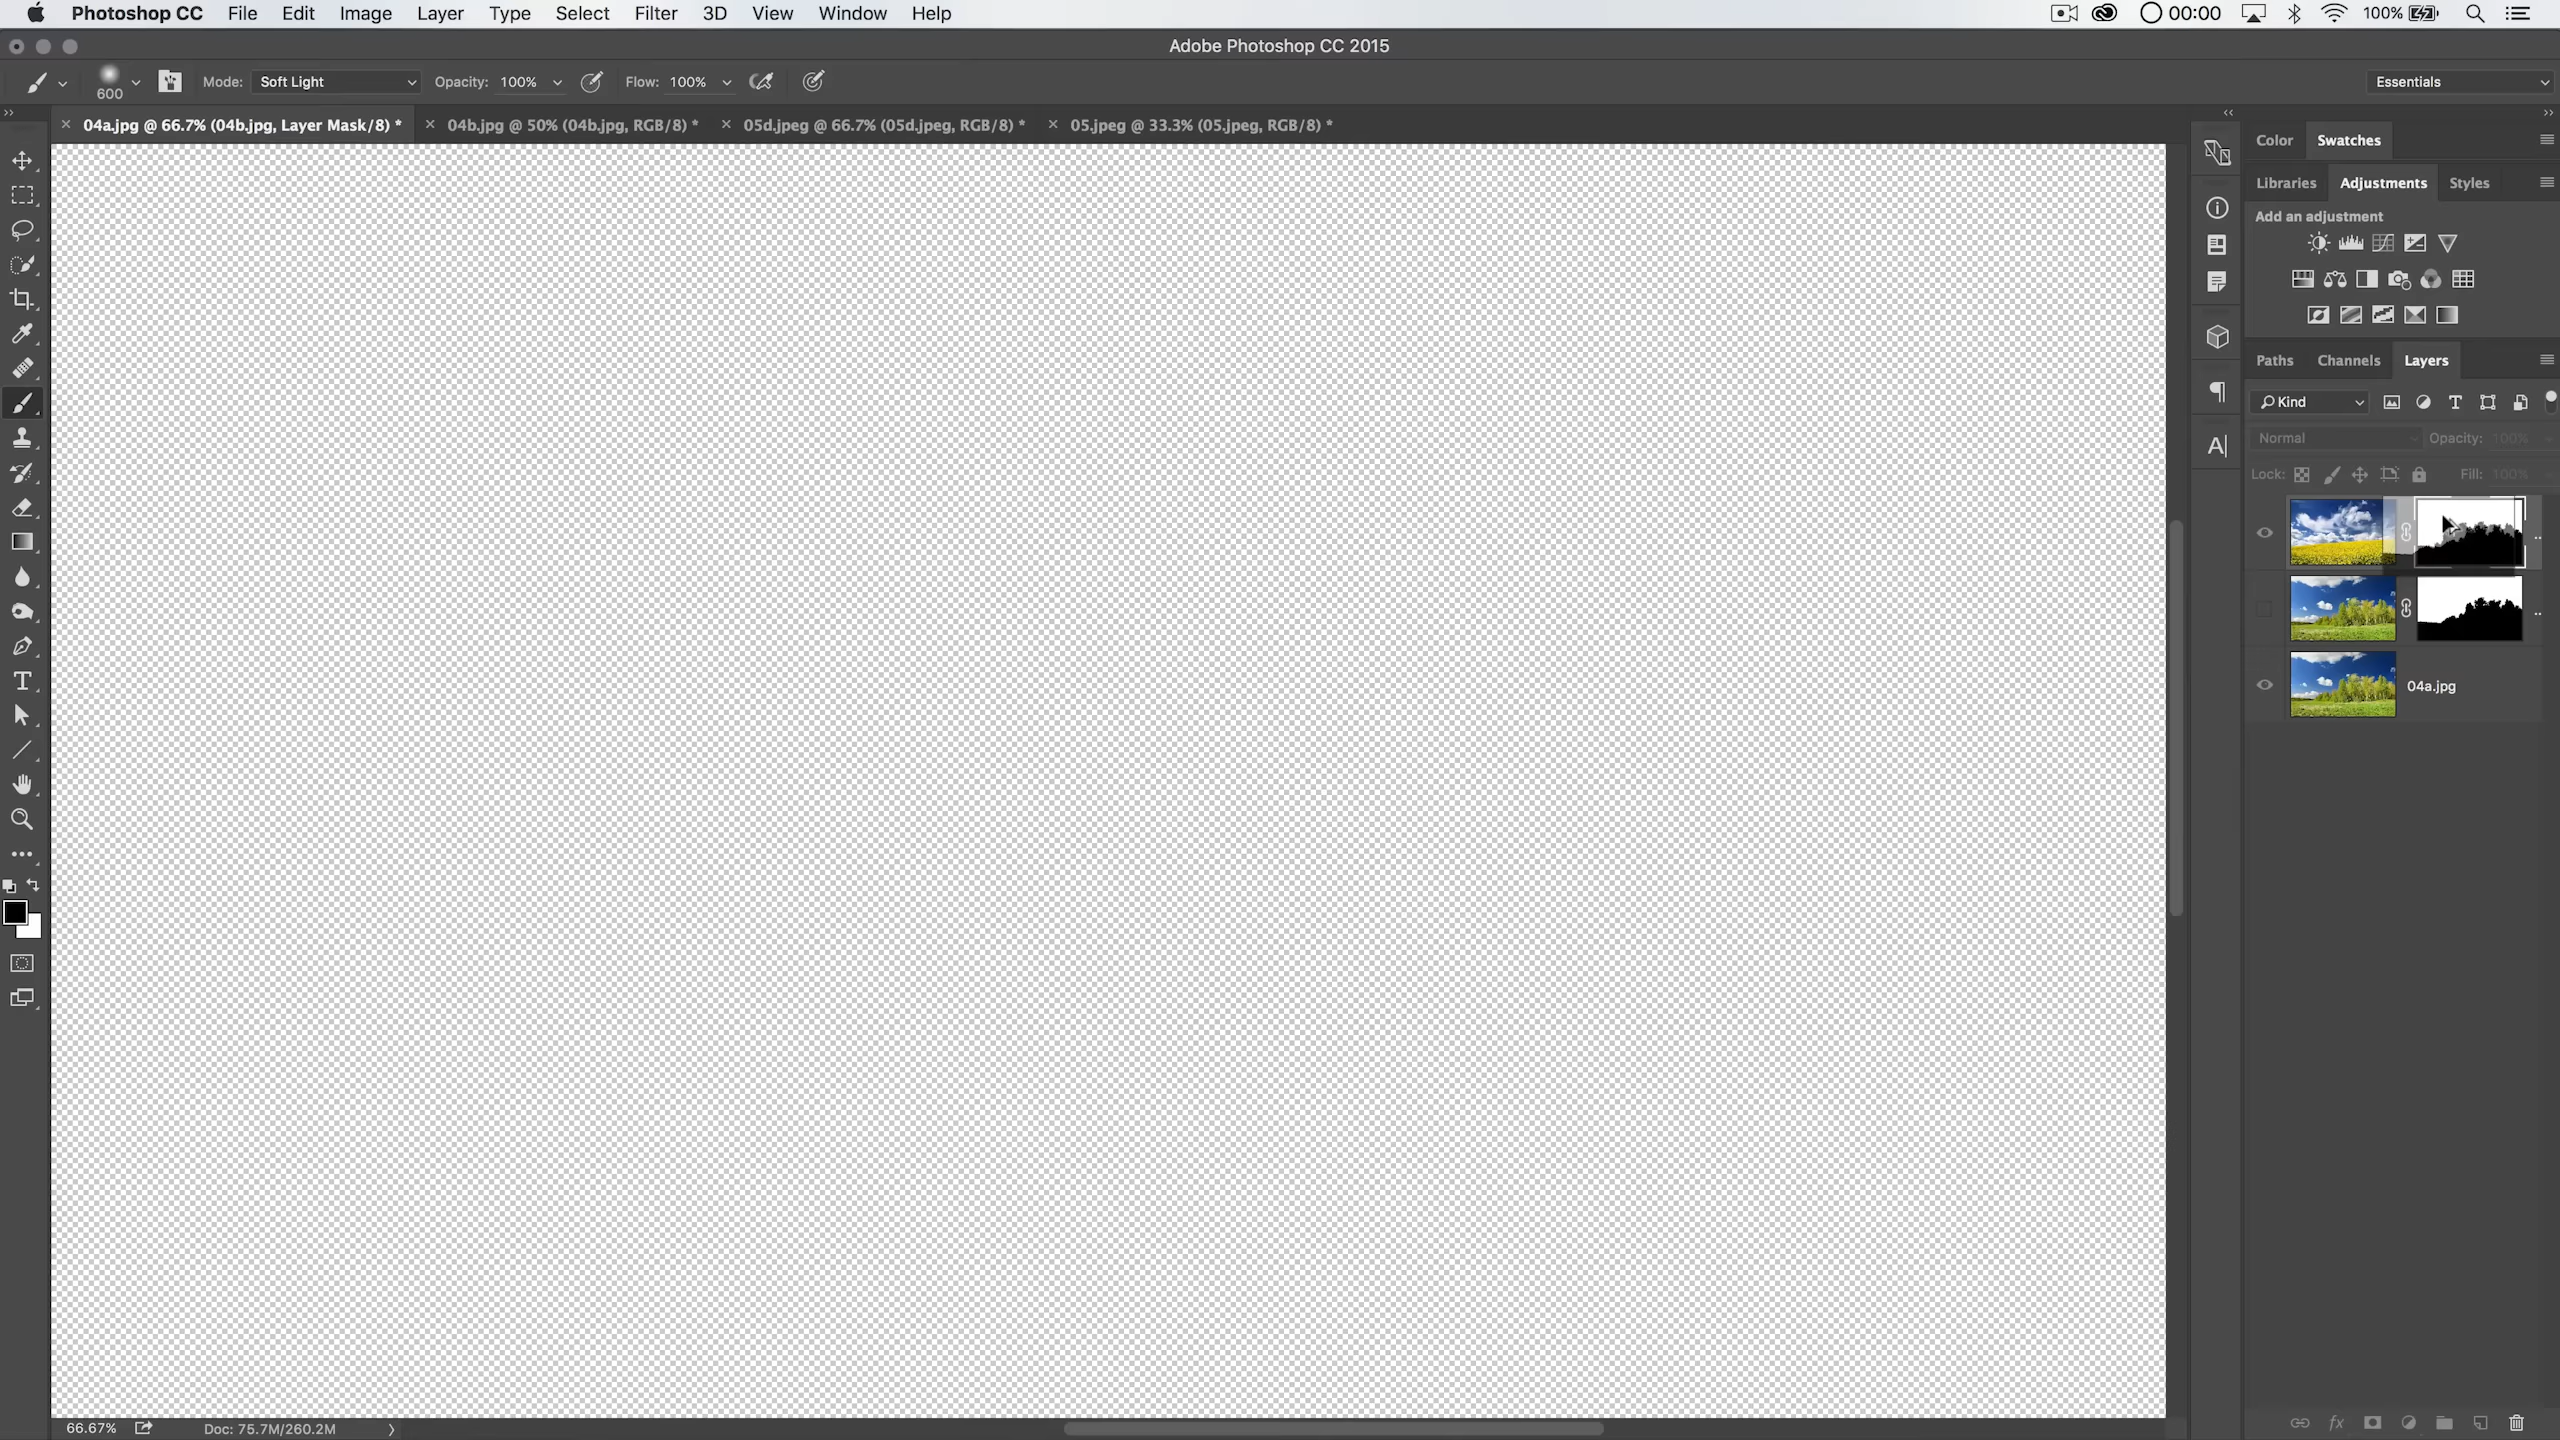 Photoshop CC File Edit Image Layer Type Select Filter 3D View Window Help 00:00 100%
Adobe Photoshop CC 2015
600 Mode: Soft Light Opacity: 100% Flow: 100% Essentials
04a.jpg @ 66.7% (04b.jpg, Layer Mask/8) * 04b.jpg @ 50% (04b.jpg, RGB/8) * 05d.jpeg @ 66.7% (05d.jpeg, RGB/8) * 05.jpeg @ 33.3% (05.jpeg, RGB/8) *
Color Swatches
Libraries Adjustments Styles
Add an adjustment
Paths Channels Layers
Kind
Normal Opacity: 100%
Lock: Fill: 100%
04a.jpg
66.67% Doc: 75.7M/260.2M